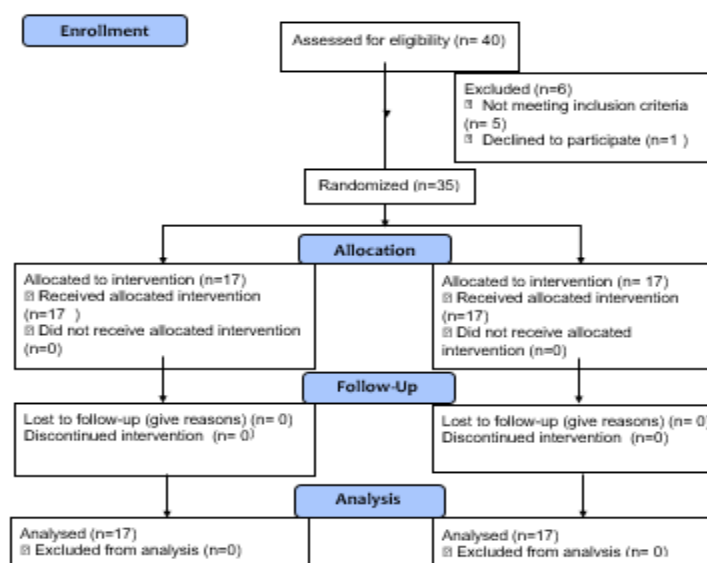 Enrollment
Assessed for eligibility (n= 40)
Excluded (n=6)
Not meeting inclusion criteria
(n= 5)
Declined to participate (n=1 )
Randomized (n=35)
Allocation
Allocated to intervention (n=17)
Received allocated intervention
(n=17 )
Did not receive allocated intervention
(n=0)
Allocated to intervention (n= 17)
Received allocated intervention
(n=17)
Did not receive allocated
intervention (n=0)
Follow-Up
Lost to follow-up (give reasons) (n= 0)
Discontinued intervention (n= 0)
Lost to follow-up (give reasons) (n= 0)
Discontinued intervention (n=0)
Analysis
Analysed (n=17)
Excluded from analysis (n=0)
Analysed (n=17)
Excluded from analysis (n= 0)